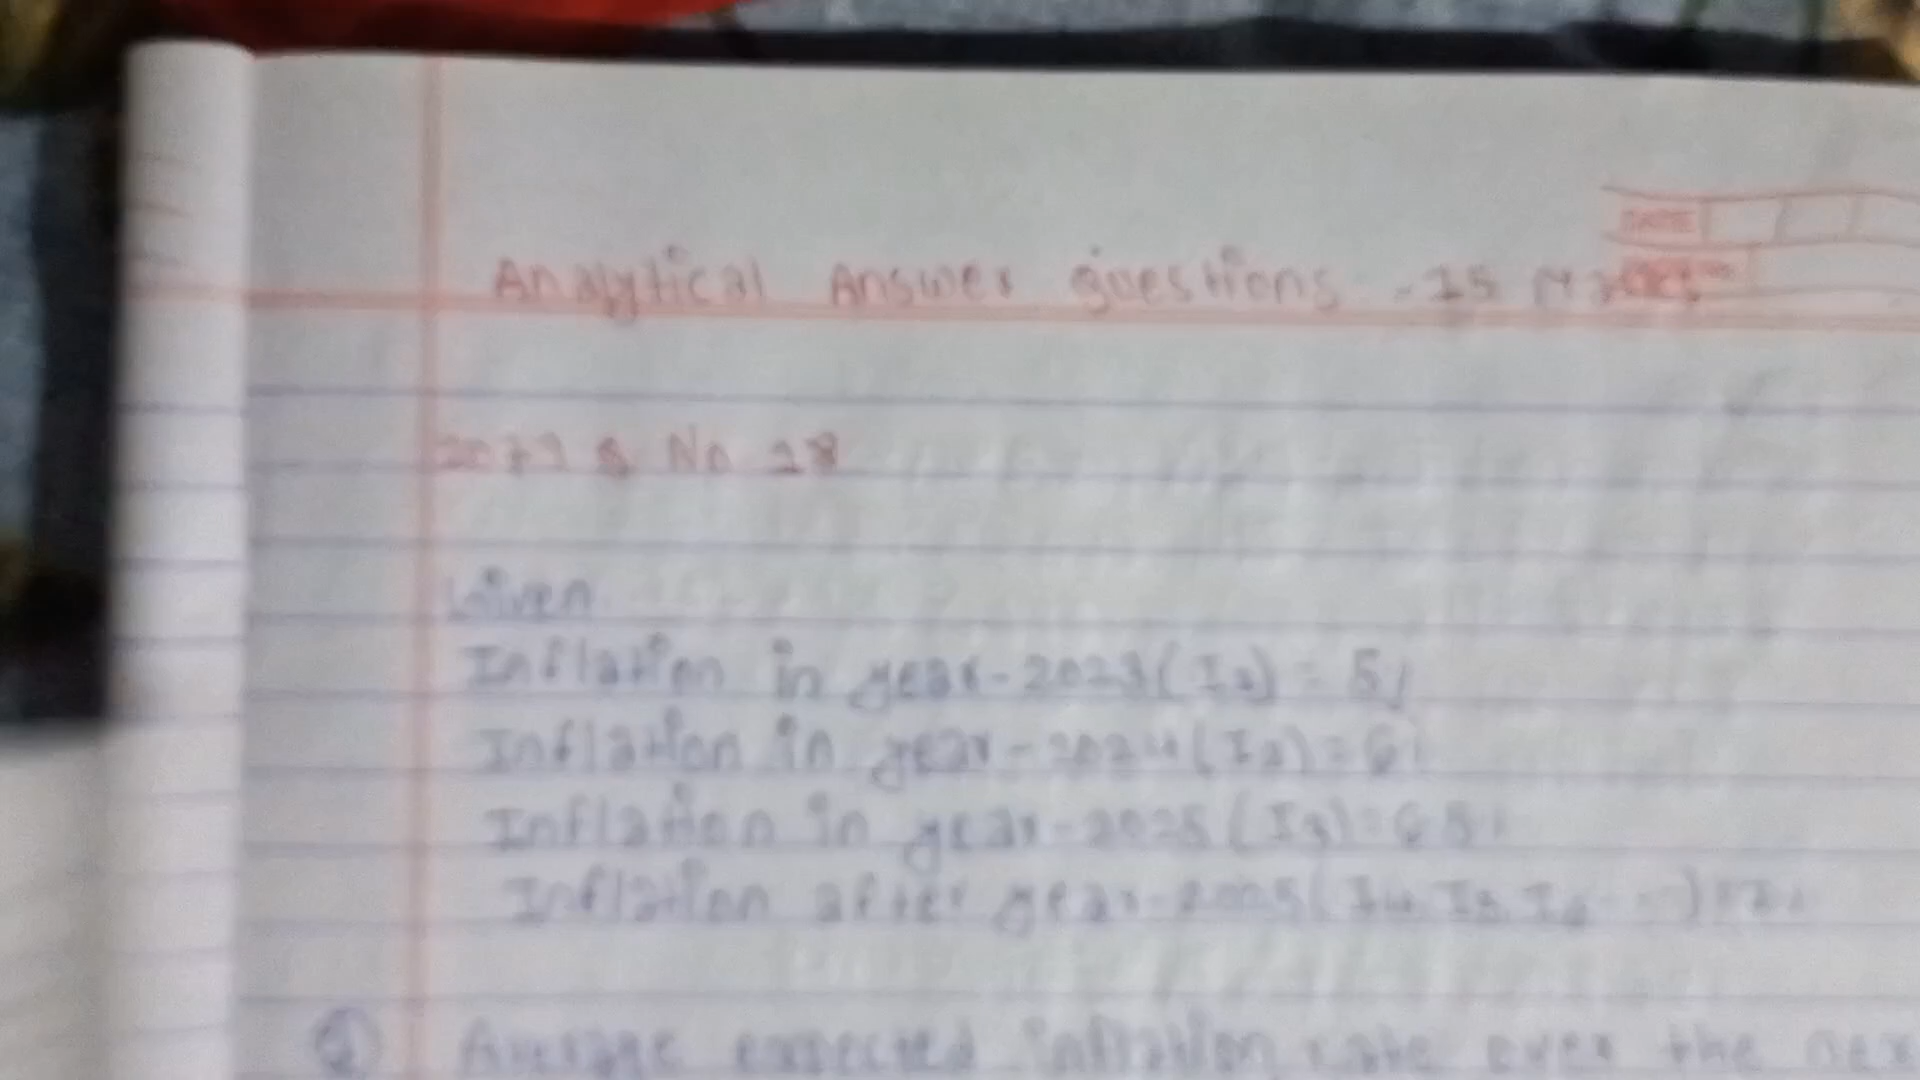 DATE
Analytical Answer questions - 15 Marks
2079 Q No 18
Given
Inflation in year-2023(I1) = 5%
Inflation in year-2024(I2) = 6%
Inflation in year-2025(I3) = 6.5%
Inflation after year-2025(I4, I5, I6 --) = 7%
a Average expected inflation rate over the nex